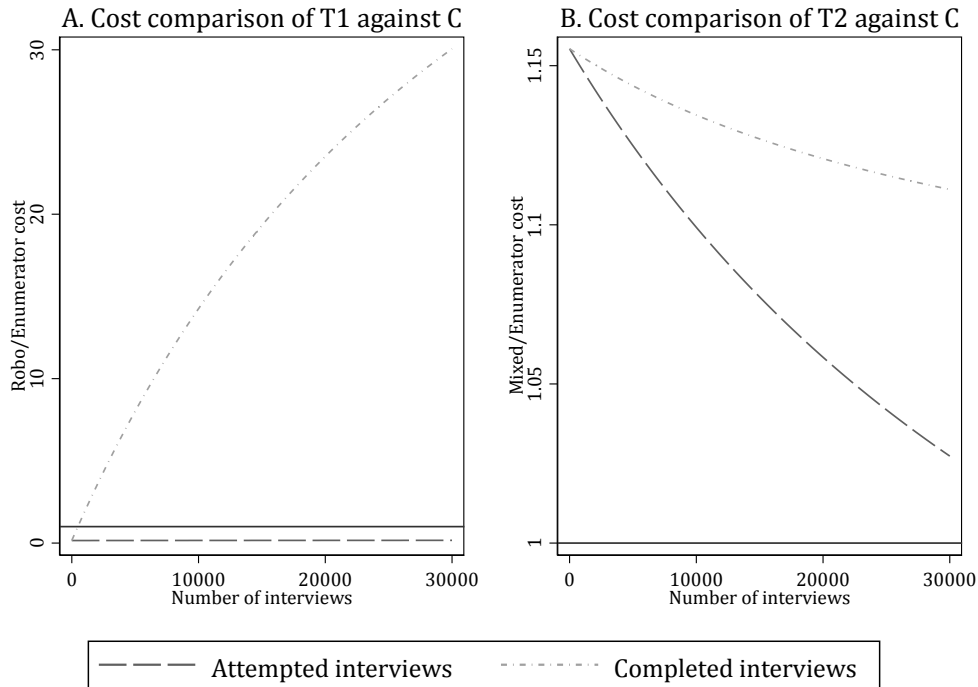 A. Cost comparison of T1 against C
B. Cost comparison of T2 against C
Robo/Enumerator cost
30
20
10
0
0 10000 20000 30000
Number of interviews
Mixed/Enumerator cost
1.15
1.1
1.05
1
0 10000 20000 30000
Number of interviews
Attempted interviews
Completed interviews